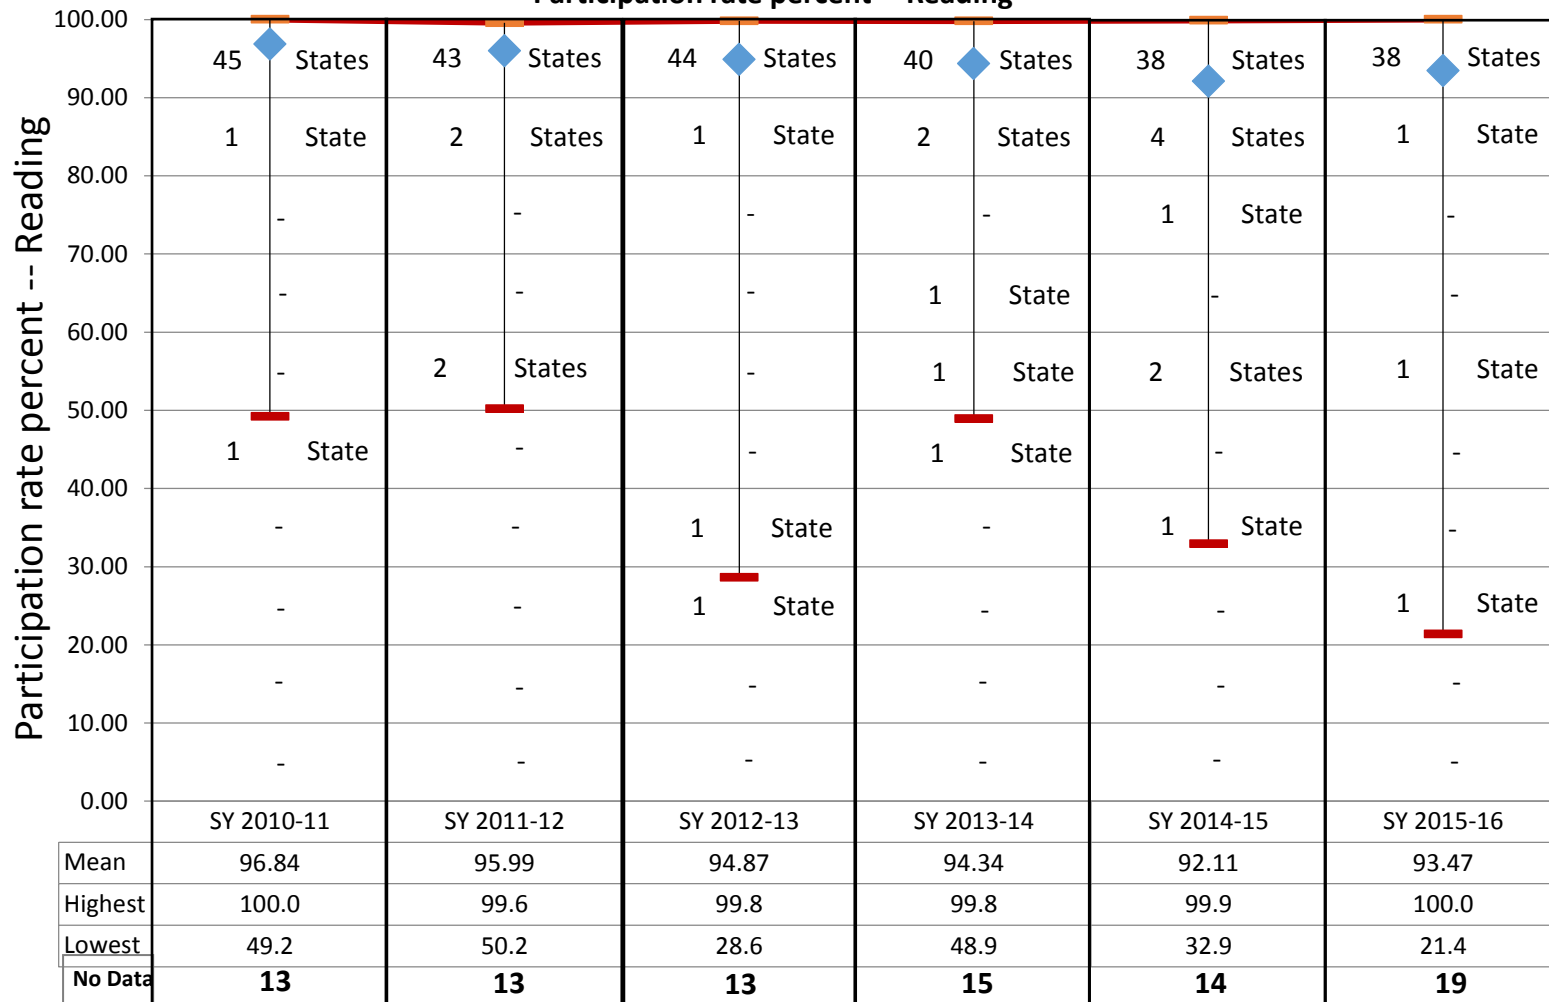 Participation rate percent -- Reading
Participation rate percent -- Reading
100.00
45 States 43 States 44 States 40 States 38 States 38 States
90.00
1 State 2 States 1 State 2 States 4 States 1 State
80.00
- - - - 1 State -
70.00
- - - 1 State - -
60.00
- 2 States - 1 State 2 States 1 State
50.00
1 State - - 1 State - -
40.00
- - 1 State - 1 State -
30.00
- - 1 State - - 1 State
20.00
- - - - - -
10.00
- - - - - -
0.00
SY 2010-11 SY 2011-12 SY 2012-13 SY 2013-14 SY 2014-15 SY 2015-16
Mean 96.84 95.99 94.87 94.34 92.11 93.47
Highest 100.0 99.6 99.8 99.8 99.9 100.0
Lowest 49.2 50.2 28.6 48.9 32.9 21.4
No Data 13 13 13 15 14 19